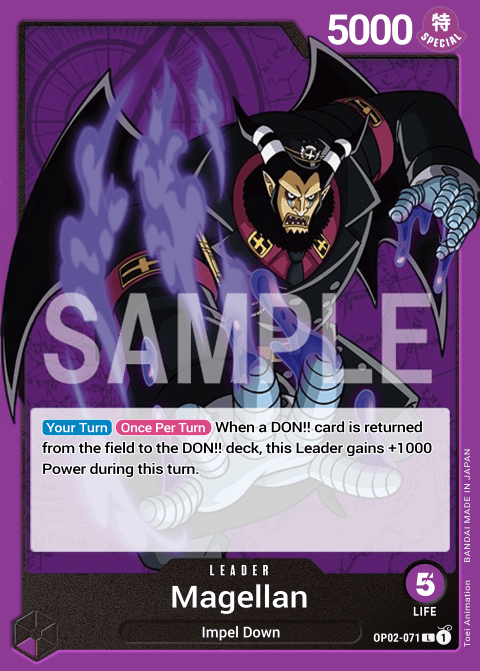 5000
特
SPECIAL
SAMPLE
Your Turn Once Per Turn When a DON!! card is returned
from the field to the DON!! deck, this Leader gains +1000
Power during this turn.
LEADER
Magellan
Impel Down
5
LIFE
OP02-071 L 1
Toei Animation BANDAI MADE IN JAPAN